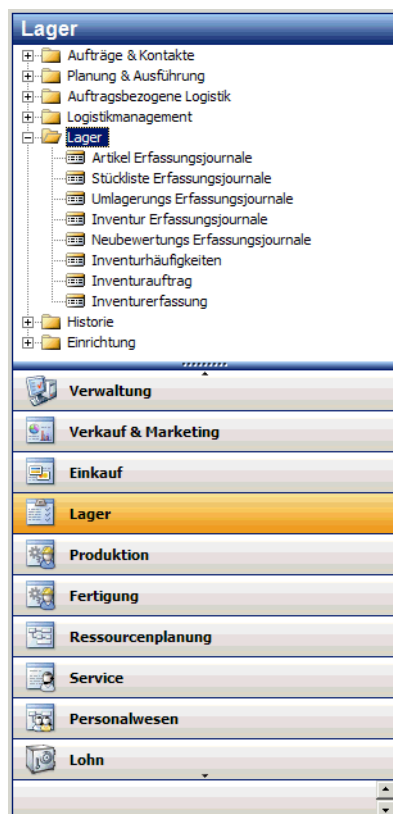 Lager
Aufträge & Kontakte
Planung & Ausführung
Auftragsbezogene Logistik
Logistikmanagement
Lager
Artikel Erfassungsjournale
Stückliste Erfassungsjournale
Umlagerungs Erfassungsjournale
Inventur Erfassungsjournale
Neubewertungs Erfassungsjournale
Inventurhäufigkeiten
Inventurauftrag
Inventurerfassung
Historie
Einrichtung
Verwaltung
Verkauf & Marketing
Einkauf
Lager
Produktion
Fertigung
Ressourcenplanung
Service
Personalwesen
Lohn